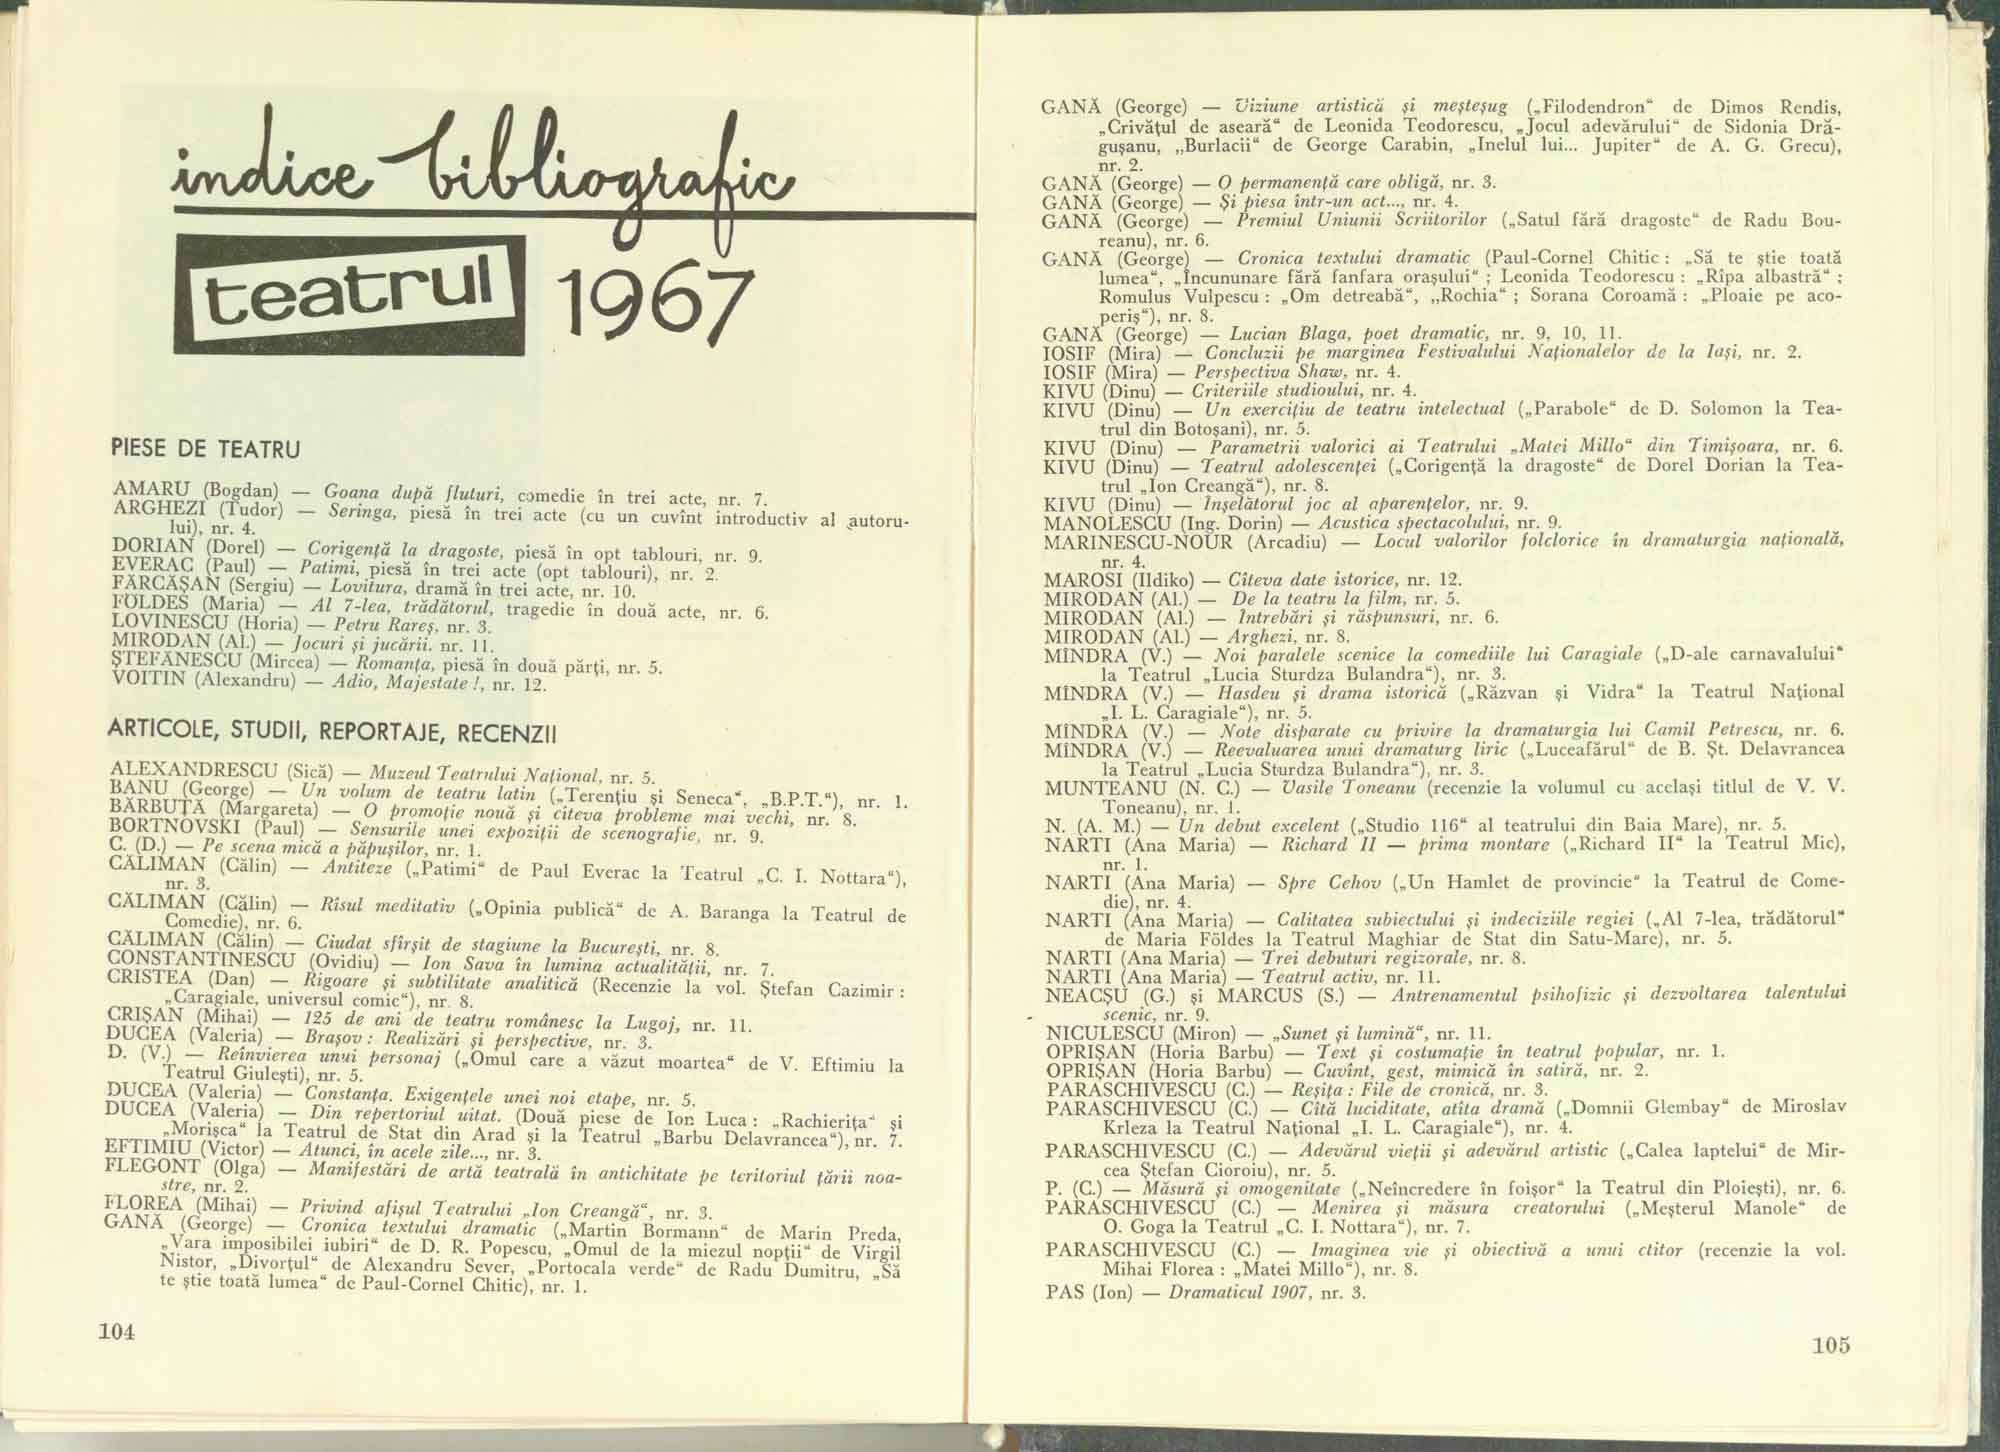 indice bibliografic
teatrul 1967
PIESE DE TEATRU
AMARU (Bogdan) — Goana după fluturi, comedie în trei acte, nr. 7.
ARGHEZI (Tudor) — Seringa, piesă în trei acte (cu un cuvînt introductiv al autoru-
lui), nr. 4.
DORIAN (Dorel) — Corigență la dragoste, piesă în opt tablouri, nr. 9.
EVERAC (Paul) — Patimi, piesă în trei acte (opt tablouri), nr. 2.
FĂRCĂȘAN (Sergiu) — Lovitura, dramă în trei acte, nr. 10.
FÖLDES (Maria) — Al 7-lea, trădătorul, tragedie în două acte, nr. 6.
LOVINESCU (Horia) — Petru Rareș, nr. 3.
MIRODAN (Al.) — Jocuri și jucării. nr. 11.
ȘTEFĂNESCU (Mircea) — Romanța, piesă în două părți, nr. 5.
VOITIN (Alexandru) — Adio, Majestate !, nr. 12.
ARTICOLE, STUDII, REPORTAJE, RECENZII
ALEXANDRESCU (Sică) — Muzeul Teatrului Național, nr. 5.
BANU (George) — Un volum de teatru latin („Terențiu și Seneca“, „B.P.T.“), nr. 1.
BĂRBUȚĂ (Margareta) — O promoție nouă și cîteva probleme mai vechi, nr. 8.
BORTNOVSKI (Paul) — Sensurile unei expoziții de scenografie, nr. 9.
C. (D.) — Pe scena mică a păpușilor, nr. 1.
CĂLIMAN (Călin) — Antiteze („Patimi“ de Paul Everac la Teatrul „C. I. Nottara“),
nr. 3.
CĂLIMAN (Călin) — Rîsul meditativ („Opinia publică“ de A. Baranga la Teatrul de
Comedie), nr. 6.
CĂLIMAN (Călin) — Ciudat sfîrșit de stagiune la București, nr. 8.
CONSTANTINESCU (Ovidiu) — Ion Sava în lumina actualității, nr. 7.
CRISTEA (Dan) — Rigoare și subtilitate analitică (Recenzie la vol. Ștefan Cazimir :
„Caragiale, universul comic“), nr. 8.
CRIȘAN (Mihai) — 125 de ani de teatru românesc la Lugoj, nr. 11.
DUCEA (Valeria) — Brașov : Realizări și perspective, nr. 3.
D. (V.) — Reînvierea unui personaj („Omul care a văzut moartea“ de V. Eftimiu la
Teatrul Giulești), nr. 5.
DUCEA (Valeria) — Constanța. Exigențele unei noi etape, nr. 5.
DUCEA (Valeria) — Din repertoriul uitat. (Două piese de Ion Luca : „Rachierița“ și
„Morișca“ la Teatrul de Stat din Arad și la Teatrul „Barbu Delavrancea“), nr. 7.
EFTIMIU (Victor) — Atunci, în acele zile..., nr. 3.
FLEGONT (Olga) — Manifestări de artă teatrală în antichitate pe teritoriul țării noa-
stre, nr. 2.
FLOREA (Mihai) — Privind afișul Teatrului „Ion Creangă“, nr. 3.
GANĂ (George) — Cronica textului dramatic („Martin Bormann“ de Marin Preda,
„Vara imposibilei iubiri“ de D. R. Popescu, „Omul de la miezul nopții“ de Virgil
Nistor, „Divorțul“ de Alexandru Sever, „Portocala verde“ de Radu Dumitru, „Să
te știe toată lumea“ de Paul-Cornel Chitic), nr. 1.
104
GANĂ (George) — Viziune artistică și meșteșug („Filodendron“ de Dimos Rendis,
„Crivățul de aseară“ de Leonida Teodorescu, „Jocul adevărului“ de Sidonia Dră-
gușanu, „Burlacii“ de George Carabin, „Inelul lui... Jupiter“ de A. G. Grecu),
nr. 2.
GANĂ (George) — O permanență care obligă, nr. 3.
GANĂ (George) — Și piesa într-un act..., nr. 4.
GANĂ (George) — Premiul Uniunii Scriitorilor („Satul fără dragoste“ de Radu Bou-
reanu), nr. 6.
GANĂ (George) — Cronica textului dramatic (Paul-Cornel Chitic : „Să te știe toată
lumea“, „Încununare fără fanfara orașului“ ; Leonida Teodorescu : „Rîpa albastră“ ;
Romulus Vulpescu : „Om detreabă“, „Rochia“ ; Sorana Coroamă : „Ploaie pe aco-
periș“), nr. 8.
GANĂ (George) — Lucian Blaga, poet dramatic, nr. 9, 10, 11.
IOSIF (Mira) — Concluzii pe marginea Festivalului Naționalelor de la Iași, nr. 2.
IOSIF (Mira) — Perspectiva Shaw, nr. 4.
KIVU (Dinu) — Criteriile studioului, nr. 4.
KIVU (Dinu) — Un exercițiu de teatru intelectual („Parabole“ de D. Solomon la Tea-
trul din Botoșani), nr. 5.
KIVU (Dinu) — Parametrii valorici ai Teatrului „Matei Millo“ din Timișoara, nr. 6.
KIVU (Dinu) — Teatrul adolescenței („Corigență la dragoste“ de Dorel Dorian la Tea-
trul „Ion Creangă“), nr. 8.
KIVU (Dinu) — Înșelătorul joc al aparențelor, nr. 9.
MANOLESCU (Ing. Dorin) — Acustica spectacolului, nr. 9.
MARINESCU-NOUR (Arcadiu) — Locul valorilor folclorice în dramaturgia națională,
nr. 4.
MAROSI (Ildiko) — Cîteva date istorice, nr. 12.
MIRODAN (Al.) — De la teatru la film, nr. 5.
MIRODAN (Al.) — Întrebări și răspunsuri, nr. 6.
MIRODAN (Al.) — Arghezi, nr. 8.
MÎNDRA (V.) — Noi paralele scenice la comediile lui Caragiale („D-ale carnavalului“
la Teatrul „Lucia Sturdza Bulandra“), nr. 3.
MÎNDRA (V.) — Hasdeu și drama istorică („Răzvan și Vidra“ la Teatrul Național
„I. L. Caragiale“), nr. 5.
MÎNDRA (V.) — Note disparate cu privire la dramaturgia lui Camil Petrescu, nr. 6.
MÎNDRA (V.) — Reevaluarea unui dramaturg liric („Luceafărul“ de B. Șt. Delavrancea
la Teatrul „Lucia Sturdza Bulandra“), nr. 3.
MUNTEANU (N. C.) — Vasile Toneanu (recenzie la volumul cu același titlul de V. V.
Toneanu), nr. 1.
N. (A. M.) — Un debut excelent („Studio 116“ al teatrului din Baia Mare), nr. 5.
NARTI (Ana Maria) — Richard II — prima montare („Richard II“ la Teatrul Mic),
nr. 1.
NARTI (Ana Maria) — Spre Cehov („Un Hamlet de provincie“ la Teatrul de Come-
die), nr. 4.
NARTI (Ana Maria) — Calitatea subiectului și indeciziile regiei („Al 7-lea, trădătorul“
de Maria Földes la Teatrul Maghiar de Stat din Satu-Mare), nr. 5.
NARTI (Ana Maria) — Trei debuturi regizorale, nr. 8.
NARTI (Ana Maria) — Teatrul activ, nr. 11.
NEACȘU (G.) și MARCUS (S.) — Antrenamentul psihofizic și dezvoltarea talentului
scenic, nr. 9.
NICULESCU (Miron) — „Sunet și lumină“, nr. 11.
OPRIȘAN (Horia Barbu) — Text și costumație în teatrul popular, nr. 1.
OPRIȘAN (Horia Barbu) — Cuvînt, gest, mimică în satiră, nr. 2.
PARASCHIVESCU (C.) — Reșița : File de cronică, nr. 3.
PARASCHIVESCU (C.) — Cîtă luciditate, atîta dramă („Domnii Glembay“ de Miroslav
Krleza la Teatrul Național „I. L. Caragiale“), nr. 4.
PARASCHIVESCU (C.) — Adevărul vieții și adevărul artistic („Calea laptelui“ de Mir-
cea Ștefan Cioroiu), nr. 5.
P. (C.) — Măsură și omogenitate („Neîncredere în foișor“ la Teatrul din Ploiești), nr. 6.
PARASCHIVESCU (C.) — Menirea și măsura creatorului („Meșterul Manole“ de
O. Goga la Teatrul „C. I. Nottara“), nr. 7.
PARASCHIVESCU (C.) — Imaginea vie și obiectivă a unui ctitor (recenzie la vol.
Mihai Florea : „Matei Millo“), nr. 8.
PAS (Ion) — Dramaticul 1907, nr. 3.
105